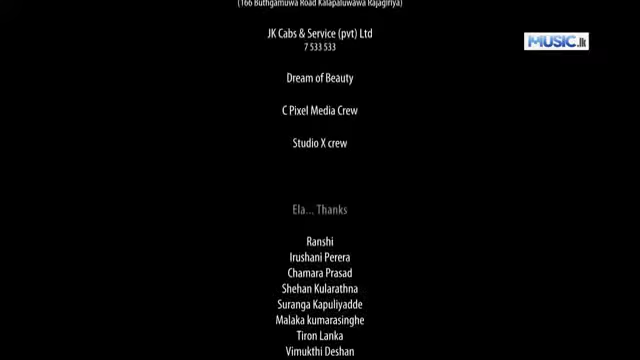 (166 Buthgamuwa Road Kalapaluwawa Rajagiriya)
JK Cabs & Service (pvt) Ltd
7 533 533
MUSIC.lk
Dream of Beauty
C Pixel Media Crew
Studio X crew
Ela... Thanks
Ranshi
Irushani Perera
Chamara Prasad
Shehan Kularathna
Suranga Kapuliyadde
Malaka kumarasinghe
Tiron Lanka
Vimukthi Deshan